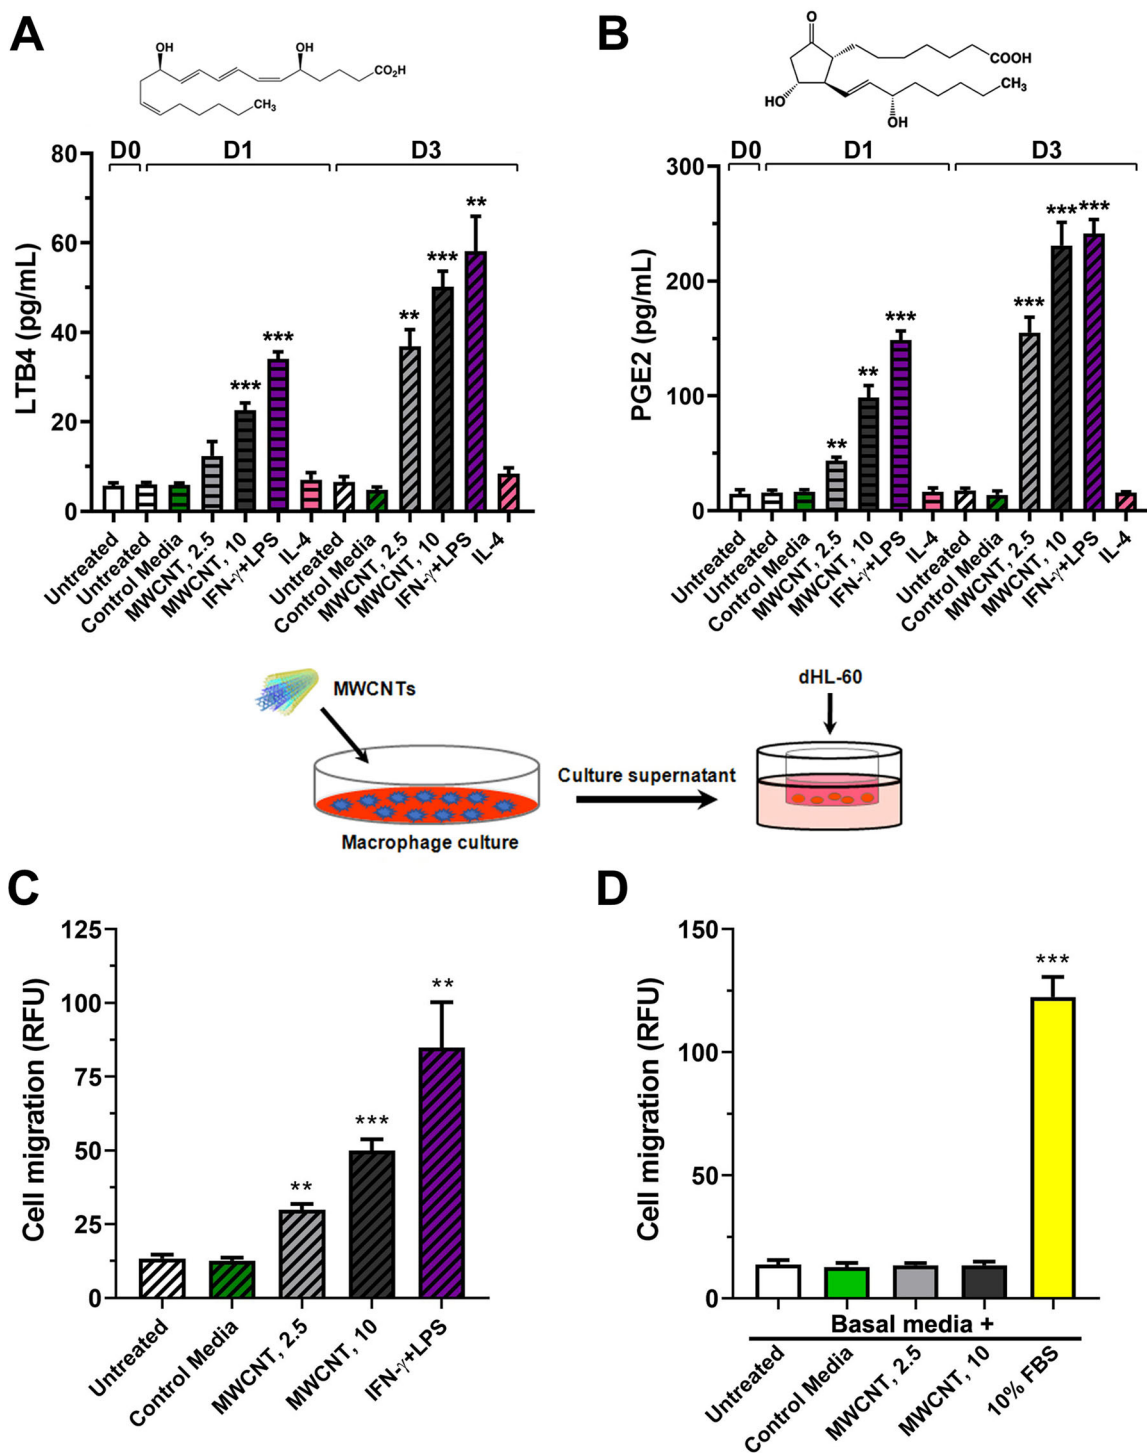 A
OH
OH
CO2H
CH3
D0
D1
D3
LTB4 (pg/mL)
80
60
40
20
0
**
***
***
**
***
**
Untreated
Untreated
Control Media
MWCNT, 2.5
MWCNT, 10
IFN-γ+LPS
IL-4
Untreated
Control Media
MWCNT, 2.5
MWCNT, 10
IFN-γ+LPS
IL-4
B
O
COOH
CH3
HO
OH
D0
D1
D3
PGE2 (pg/mL)
300
200
100
0
**
**
***
***
***
***
Untreated
Untreated
Control Media
MWCNT, 2.5
MWCNT, 10
IFN-γ+LPS
IL-4
Untreated
Control Media
MWCNT, 2.5
MWCNT, 10
IFN-γ+LPS
IL-4
MWCNTs
Macrophage culture
Culture supernatant
dHL-60
C
Cell migration (RFU)
125
100
75
50
25
0
**
***
**
Untreated
Control Media
MWCNT, 2.5
MWCNT, 10
IFN-γ+LPS
D
Cell migration (RFU)
150
100
50
0
***
Basal media +
Untreated
Control Media
MWCNT, 2.5
MWCNT, 10
10% FBS